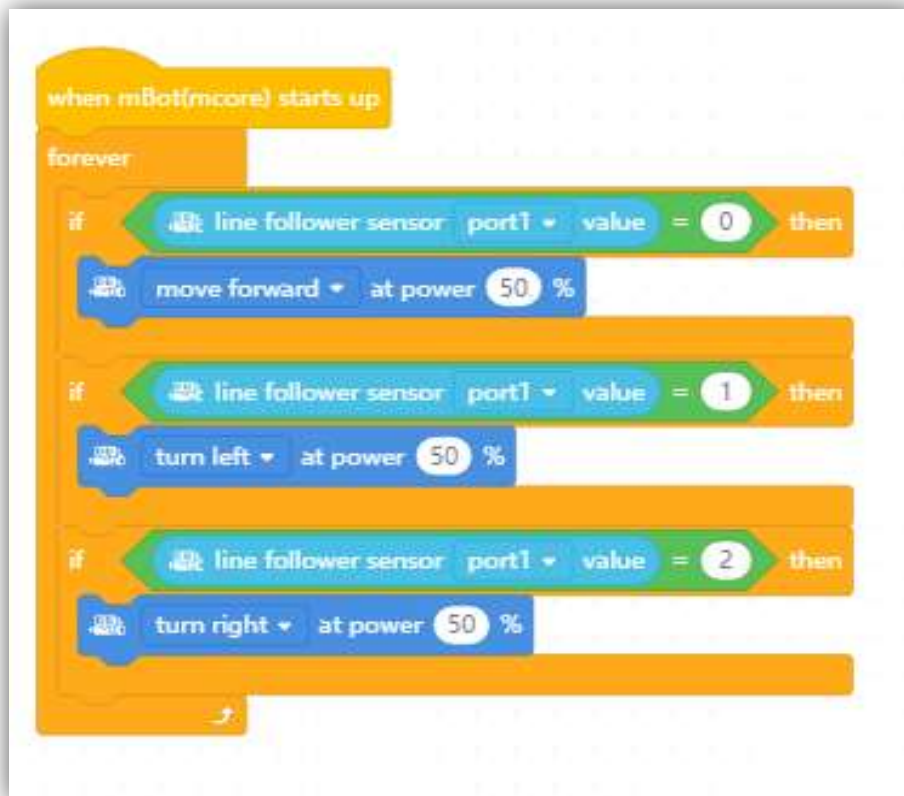 when mBot(mcore) starts up
forever
if line follower sensor port1 value = 0 then
move forward at power 50 %
if line follower sensor port1 value = 1 then
turn left at power 50 %
if line follower sensor port1 value = 2 then
turn right at power 50 %